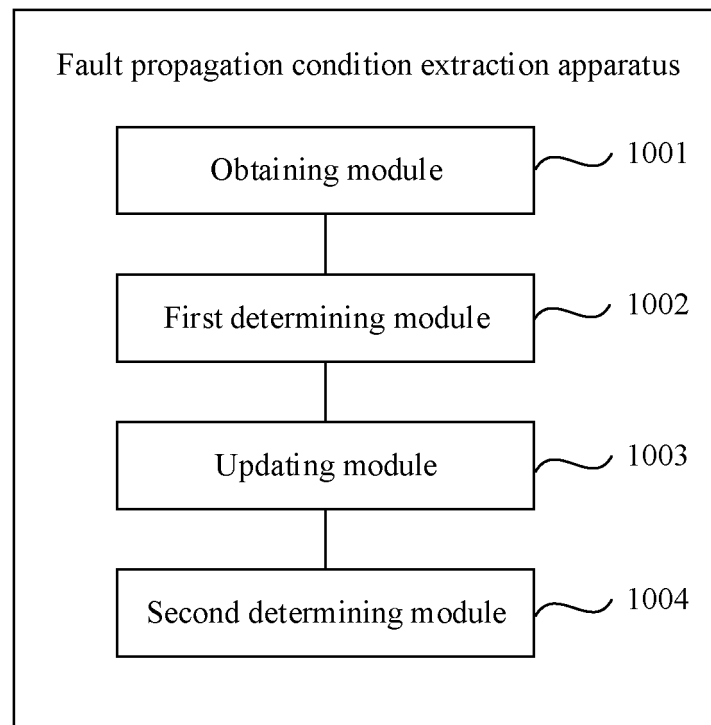 Fault propagation condition extraction apparatus
Obtaining module
1001
First determining module
1002
Updating module
1003
Second determining module
1004